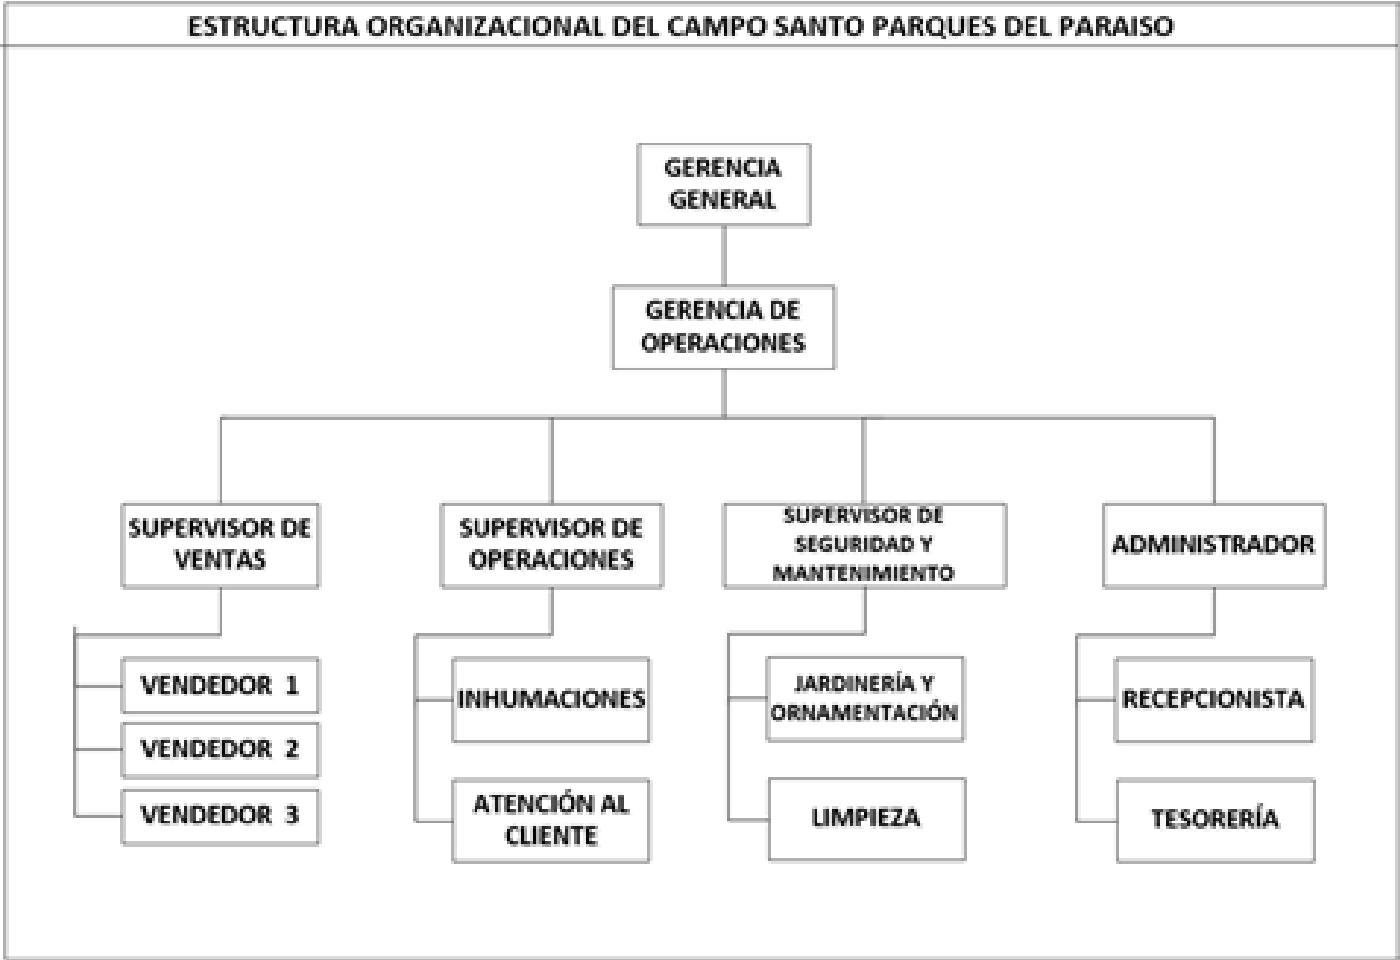 ESTRUCTURA ORGANIZACIONAL DEL CAMPO SANTO PARQUES DEL PARAISO
GERENCIA
GENERAL
GERENCIA DE
OPERACIONES
SUPERVISOR DE
VENTAS
SUPERVISOR DE
OPERACIONES
SUPERVISOR DE
SEGURIDAD Y
MANTENIMIENTO
ADMINISTRADOR
VENDEDOR 1
VENDEDOR 2
VENDEDOR 3
INHUMACIONES
ATENCIÓN AL
CLIENTE
JARDINERÍA Y
ORNAMENTACIÓN
LIMPIEZA
RECEPCIONISTA
TESORERÍA